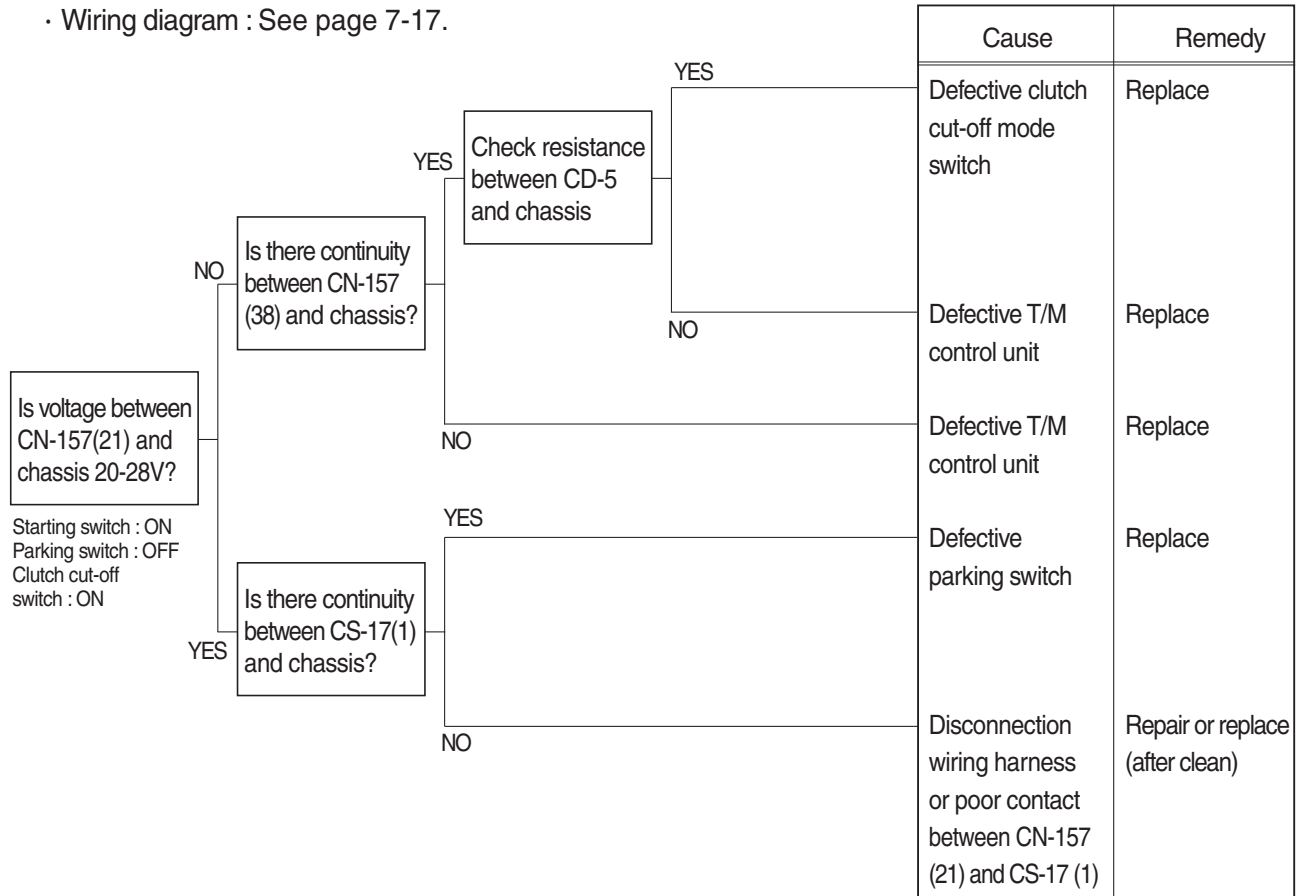 · Wiring diagram : See page 7-17.
Cause
Remedy
YES
Defective clutch
cut-off mode
switch
Replace
Check resistance
between CD-5
and chassis
YES
Is there continuity
between CN-157
(38) and chassis?
NO
NO
Defective T/M
control unit
Replace
Is voltage between
CN-157(21) and
chassis 20-28V?
NO
Defective T/M
control unit
Replace
Starting switch : ON
Parking switch : OFF
Clutch cut-off
switch : ON
YES
Defective
parking switch
Replace
Is there continuity
between CS-17(1)
and chassis?
YES
NO
Disconnection
wiring harness
or poor contact
between CN-157
(21) and CS-17 (1)
Repair or replace
(after clean)